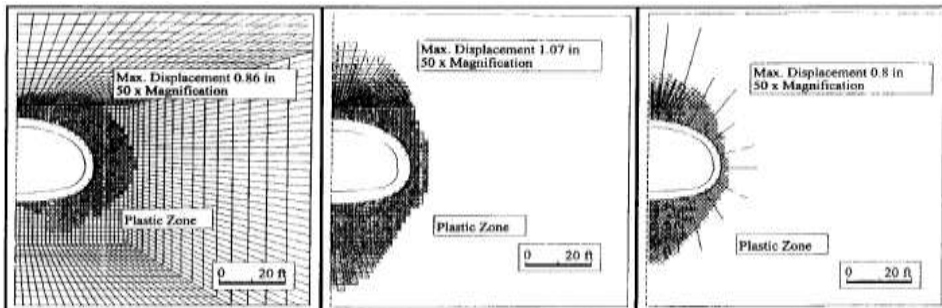 Max. Displacement 0.86 in
50 x Magnification
Plastic Zone
0 20 ft
Max. Displacement 1.07 in
50 x Magnification
Plastic Zone
0 20 ft
Max. Displacement 0.8 in
50 x Magnification
Plastic Zone
0 20 ft